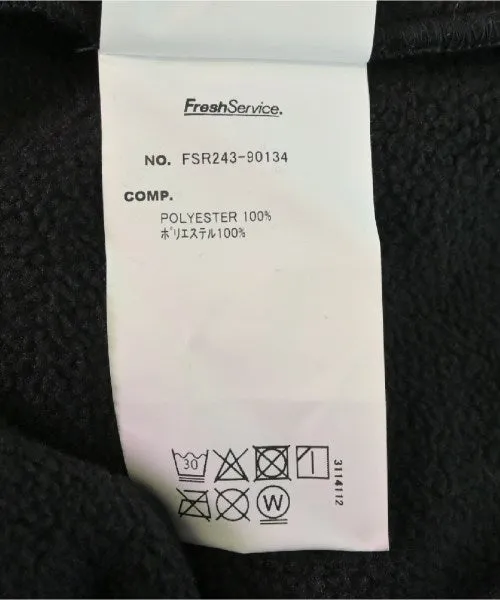 FreshService.
NO. FSR243-90134
COMP.
POLYESTER 100%
ポリエステル100%
30
W
3114112